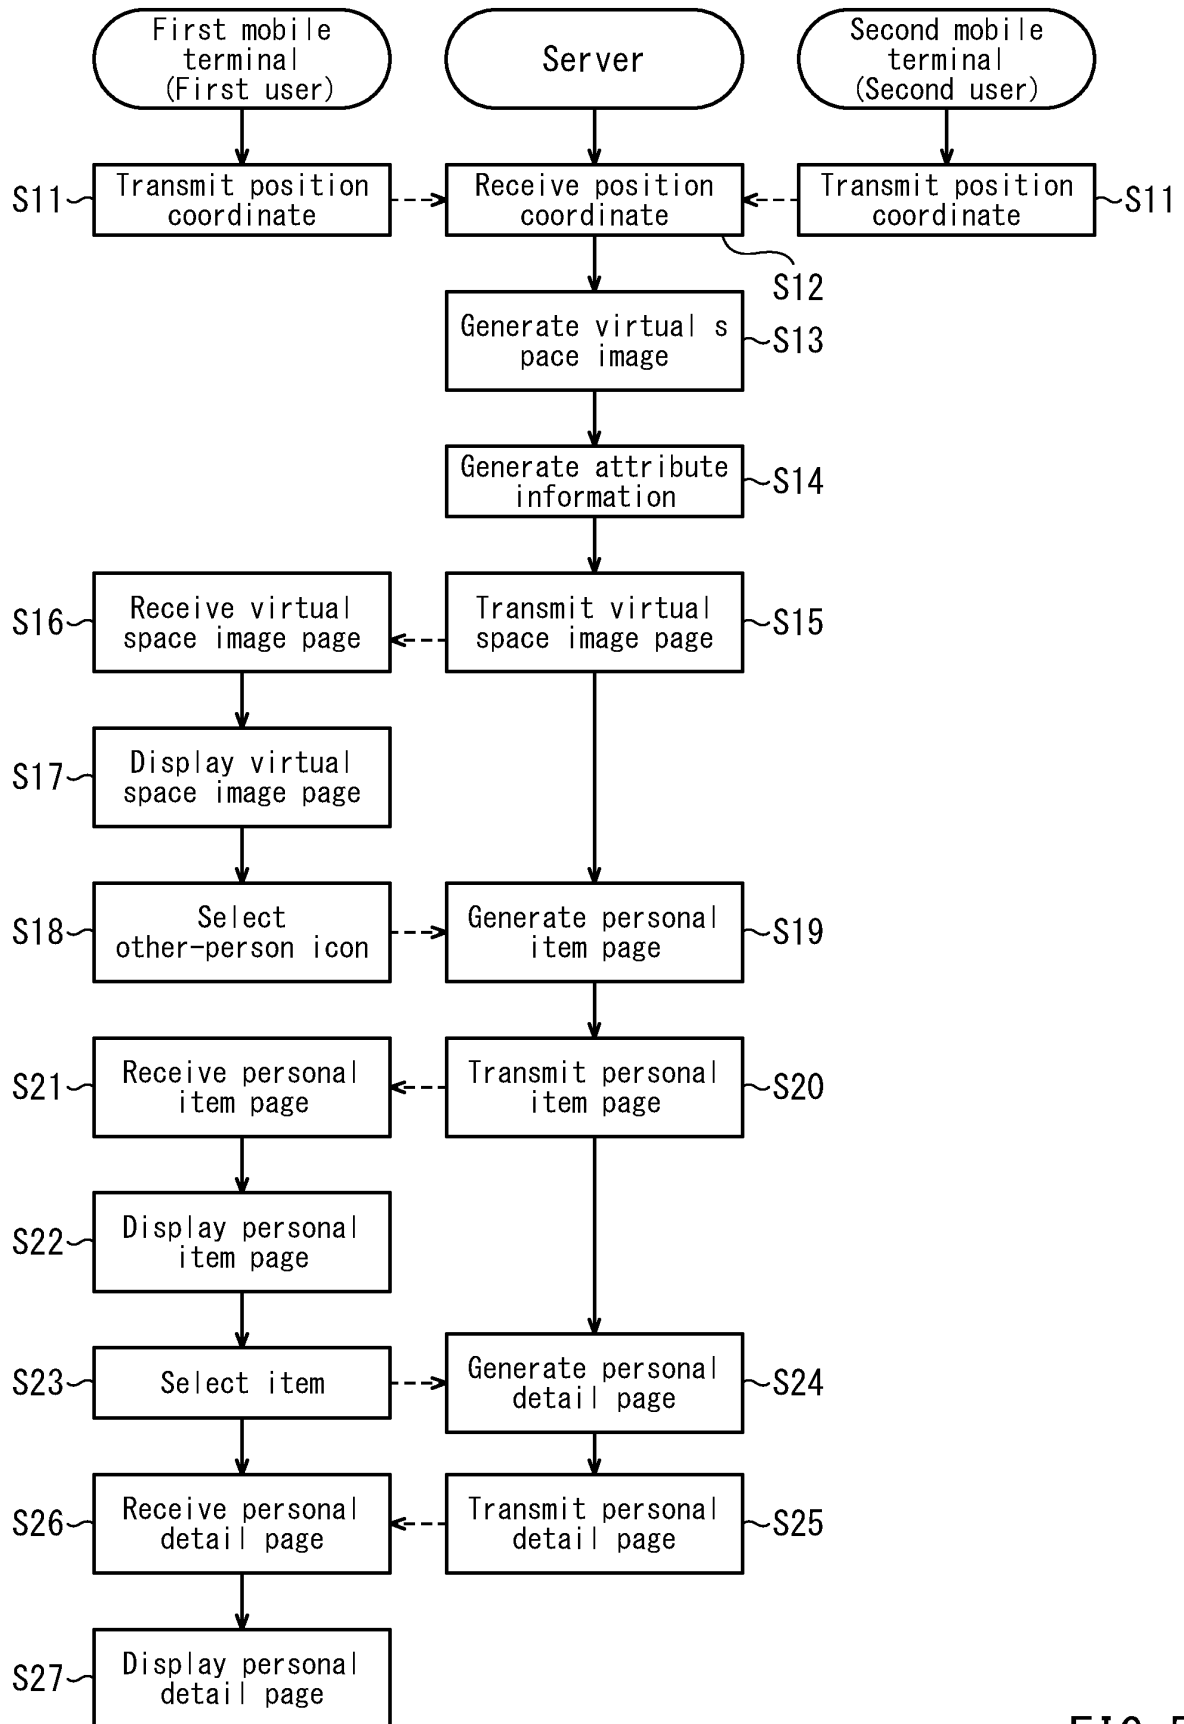 First mobile
terminal
(First user)
Server
Second mobile
terminal
(Second user)
S11
Transmit position
coordinate
Receive position
coordinate
Transmit position
coordinate
S11
S12
Generate virtual s
pace image
S13
Generate attribute
information
S14
S16
Receive virtual
space image page
Transmit virtual
space image page
S15
S17
Display virtual
space image page
S18
Select
other-person icon
Generate personal
item page
S19
S21
Receive personal
item page
Transmit personal
item page
S20
S22
Display personal
item page
S23
Select item
Generate personal
detail page
S24
S26
Receive personal
detail page
Transmit personal
detail page
S25
S27
Display personal
detail page